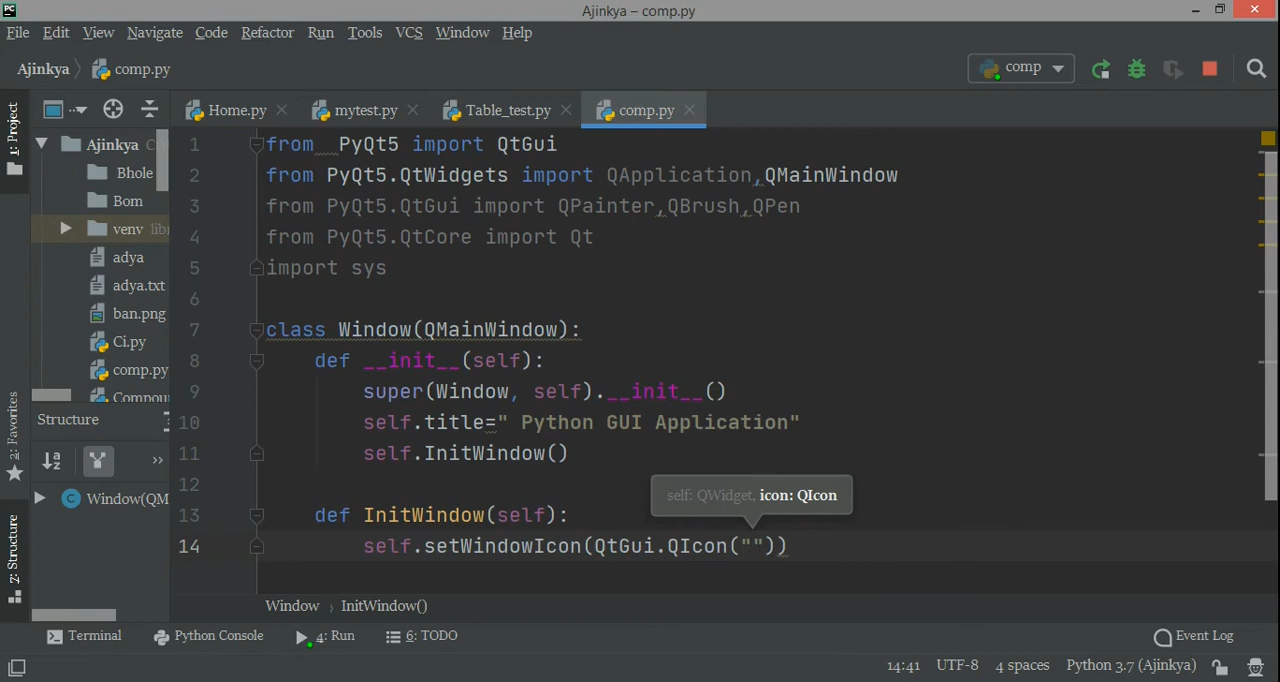 PC
Ajinkya – comp.py
File Edit View Navigate Code Refactor Run Tools VCS Window Help
Ajinkya comp.py comp
Home.py mytest.py Table_test.py comp.py
1: Project
Ajinkya C
Bhole
Bom
venv libr
adya
adya.txt
ban.png
Ci.py
comp.py
Compou
2: Favorites
Structure
Z: Structure
Window(QM
1 from PyQt5 import QtGui
2 from PyQt5.QtWidgets import QApplication,QMainWindow
3 from PyQt5.QtGui import QPainter,QBrush,QPen
4 from PyQt5.QtCore import Qt
5 import sys
6
7 class Window(QMainWindow):
8 def __init__(self):
9 super(Window, self).__init__()
10 self.title=" Python GUI Application"
11 self.InitWindow()
12
self: QWidget, icon: QIcon
13 def InitWindow(self):
14 self.setWindowIcon(QtGui.QIcon(""))
Window InitWindow()
Terminal Python Console 4: Run 6: TODO Event Log
14:41 UTF-8 4 spaces Python 3.7 (Ajinkya)